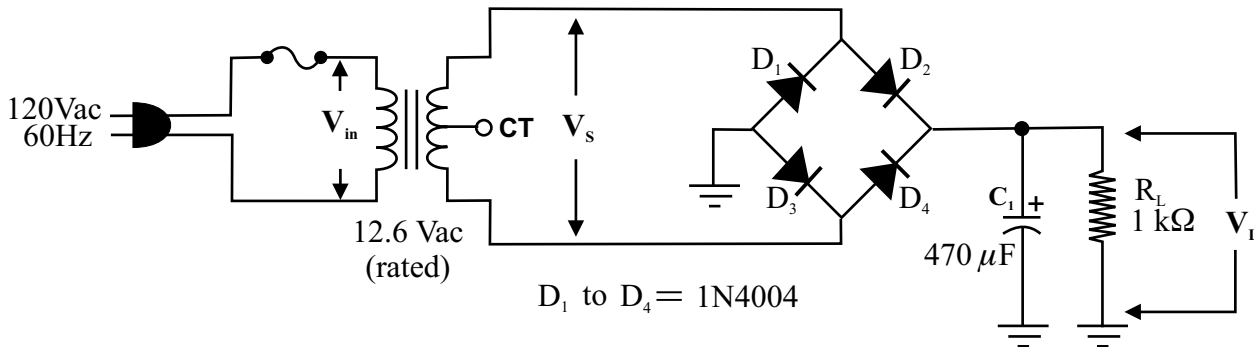 120Vac
60Hz
V_in
CT
V_s
12.6 Vac
(rated)
D_1
D_2
D_3
D_4
D_1 to D_4 = 1N4004
C_1 +
470 μF
R_L
1 kΩ